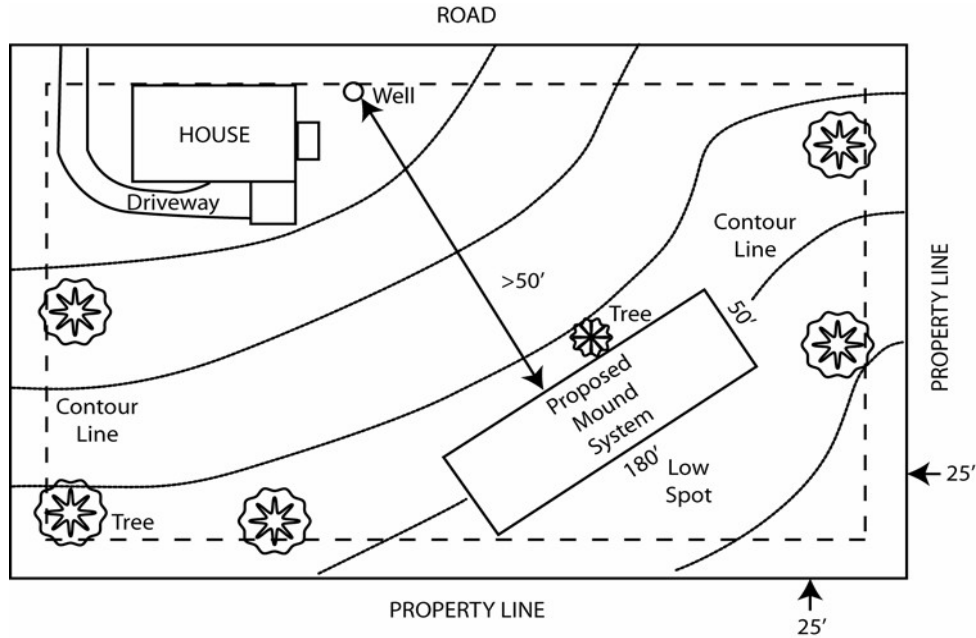 ROAD
Well
HOUSE
Driveway
Contour
Line
>50’
Tree
50’
Proposed
Mound
System
180’
Low
Spot
Contour
Line
Tree
PROPERTY LINE
25’
PROPERTY LINE
25’